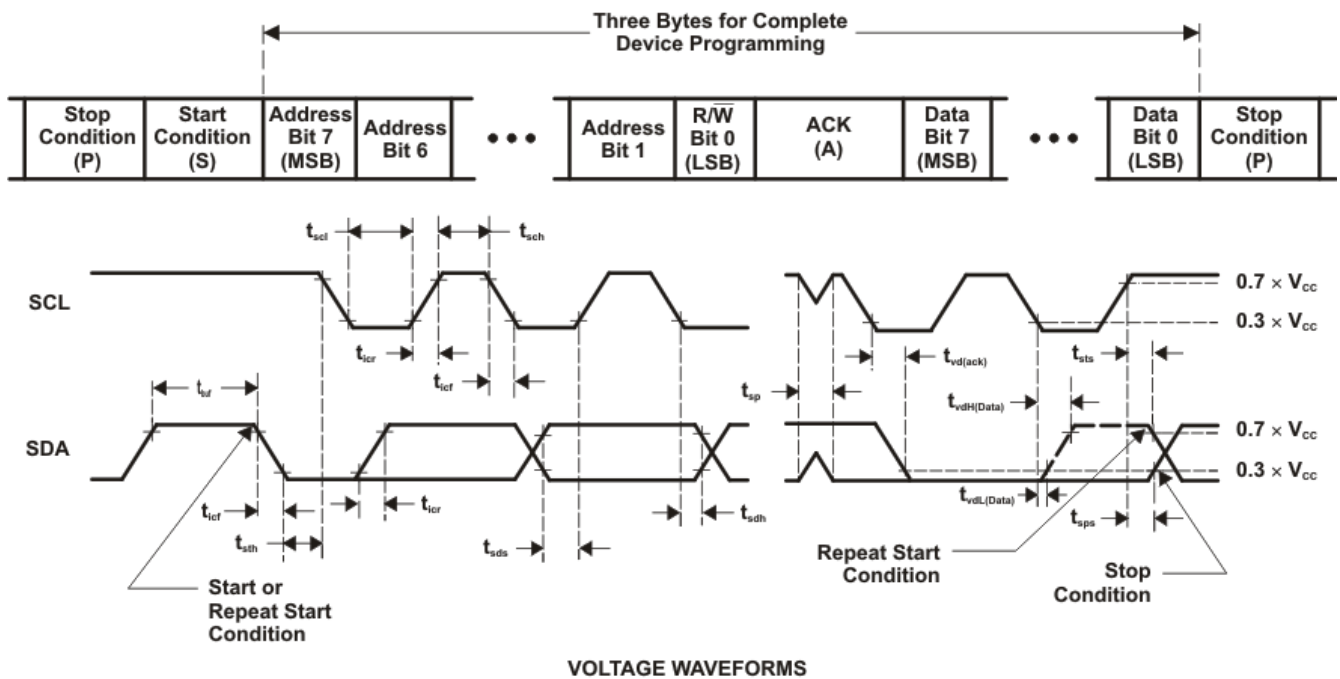 Three Bytes for Complete
Device Programming
Stop
Condition
(P)
Start
Condition
(S)
Address
Bit 7
(MSB)
Address
Bit 6
•••
Address
Bit 1
R/W̅
Bit 0
(LSB)
ACK
(A)
Data
Bit 7
(MSB)
•••
Data
Bit 0
(LSB)
Stop
Condition
(P)
tscl
tsch
SCL
0.7 × VCC
0.3 × VCC
ticr
ticf
tvd(ack)
tsts
tbuf
tsp
tvdH(Data)
SDA
0.7 × VCC
0.3 × VCC
ticf
ticr
tsth
tsds
tsdh
tvdL(Data)
tsps
Start or
Repeat Start
Condition
Repeat Start
Condition
Stop
Condition
VOLTAGE WAVEFORMS